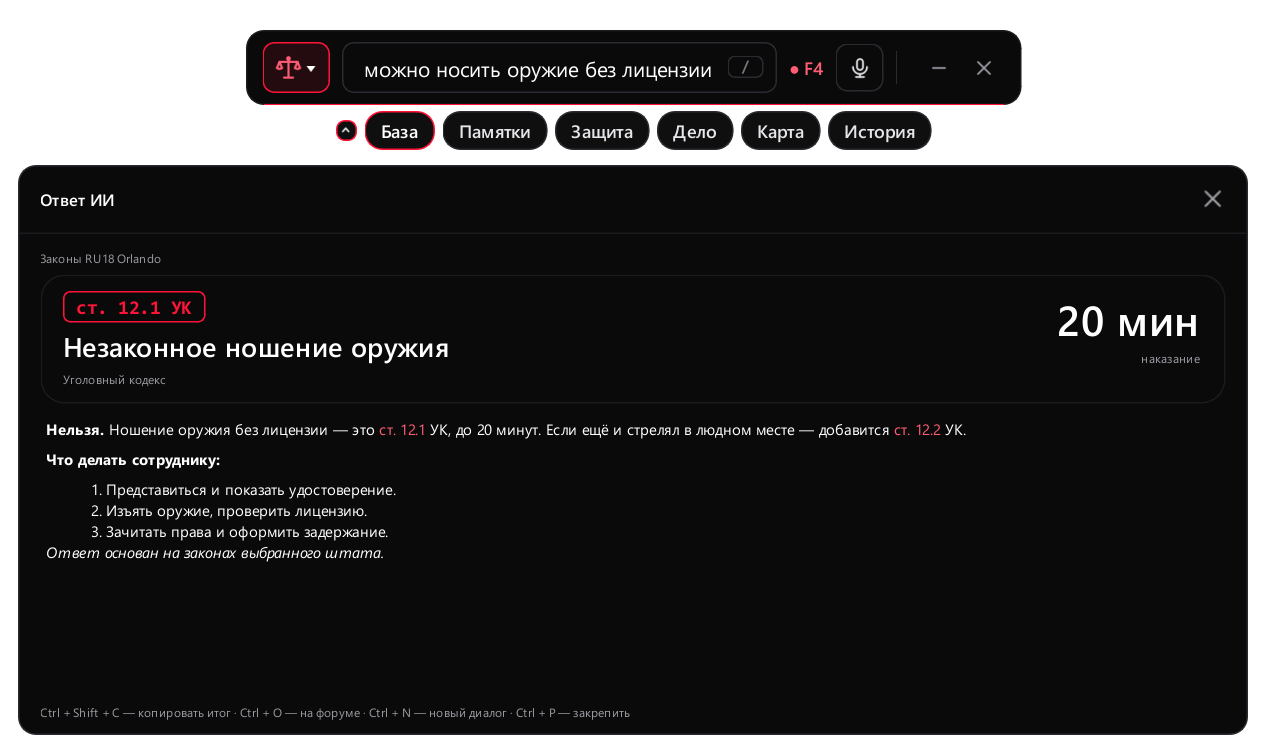 можно носить оружие без лицензии / F4
База Памятки Защита Дело Карта История
Ответ ИИ
Законы RU18 Orlando
ст. 12.1 УК
20 мин
Незаконное ношение оружия
наказание
Уголовный кодекс
Нельзя. Ношение оружия без лицензии — это ст. 12.1 УК, до 20 минут. Если ещё и стрелял в людном месте — добавится ст. 12.2 УК.
Что делать сотруднику:
1. Представиться и показать удостоверение.
2. Изъять оружие, проверить лицензию.
3. Зачитать права и оформить задержание.
Ответ основан на законах выбранного штата.
Ctrl + Shift + C — копировать итог · Ctrl + O — на форуме · Ctrl + N — новый диалог · Ctrl + P — закрепить